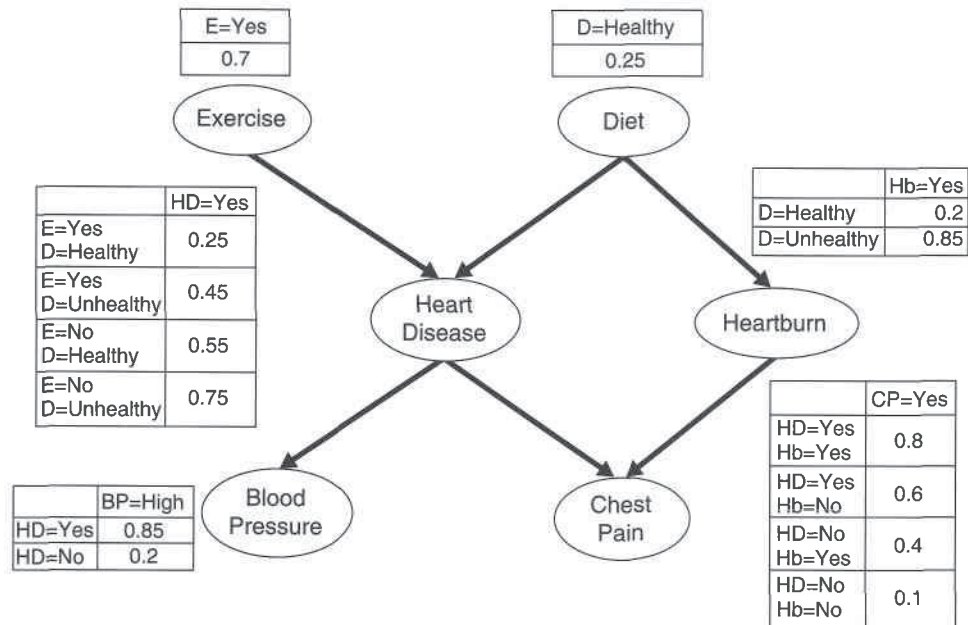 E=Yes
0.7
Exercise
D=Healthy
0.25
Diet
HD=Yes
E=Yes
D=Healthy
0.25
E=Yes
D=Unhealthy
0.45
E=No
D=Healthy
0.55
E=No
D=Unhealthy
0.75
Hb=Yes
D=Healthy 0.2
D=Unhealthy 0.85
Heart
Disease
Heartburn
BP=High
HD=Yes 0.85
HD=No 0.2
Blood
Pressure
Chest
Pain
CP=Yes
HD=Yes
Hb=Yes
0.8
HD=Yes
Hb=No
0.6
HD=No
Hb=Yes
0.4
HD=No
Hb=No
0.1